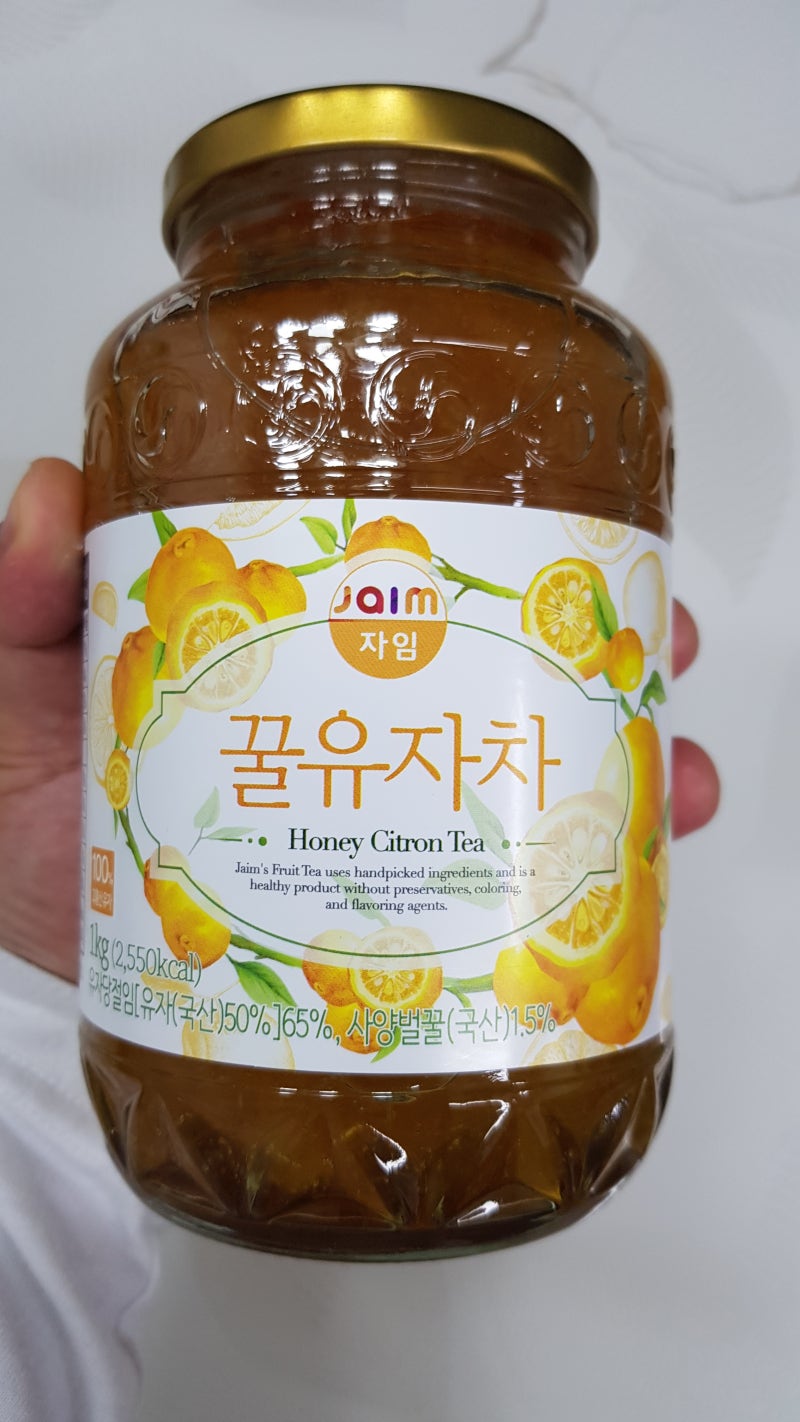 Jaim
자임
꿀유자차
Honey Citron Tea
Jaim's Fruit Tea uses handpicked ingredients and is a
healthy product without preservatives, coloring,
and flavoring agents.
100%
1kg (2,550kcal)
유자당절임[유자(국산)50%]65%, 사양벌꿀(국산)1.5%